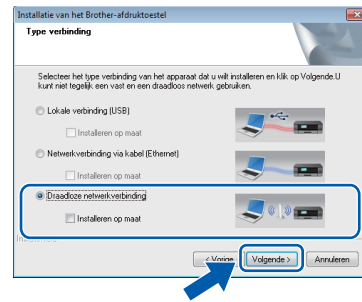 Installatie van het Brother-afdruktoestel
Type verbinding
Selecteer het type verbinding van het apparaat dat u wilt installeren en klik op Volgende.U
kunt niet tegelijk een vast en een draadloos netwerk gebruiken.
Lokale verbinding (USB)
Installeren op maat
Netwerkverbinding via kabel (Ethernet)
Installeren op maat
Draadloze netwerkverbinding
Installeren op maat
< Vorige Volgende > Annuleren